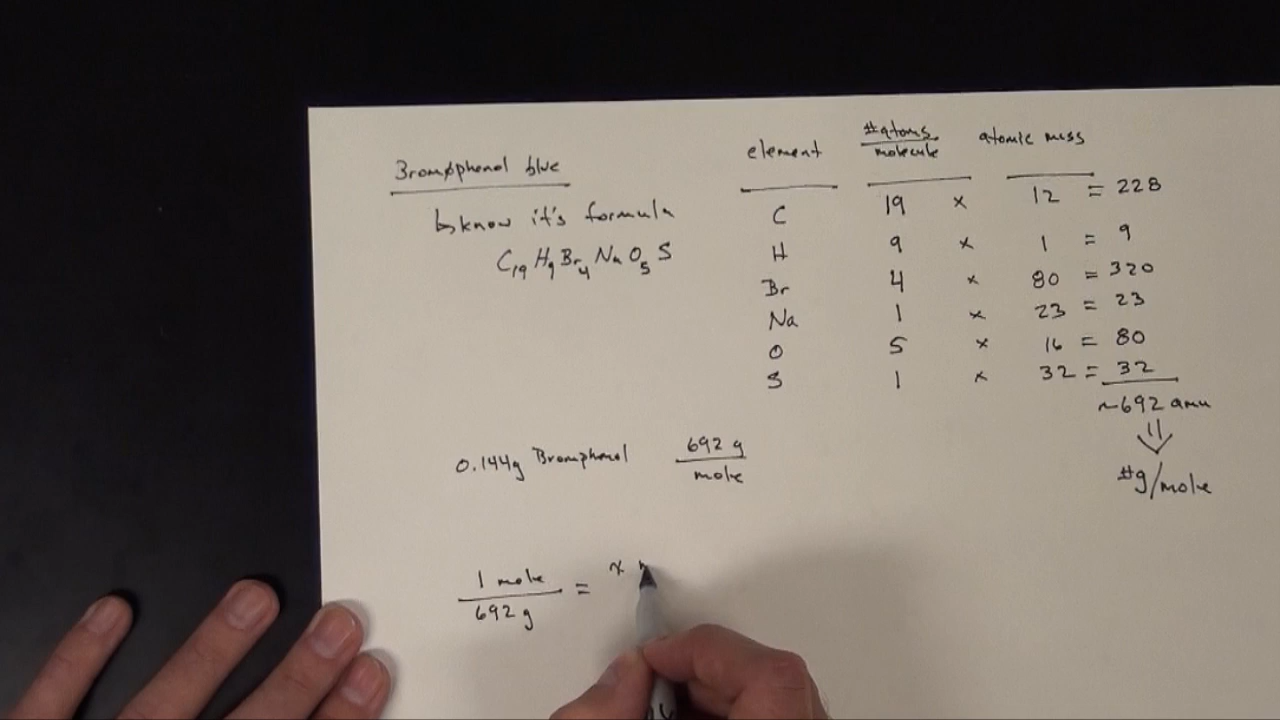 Bromophenol blue
↳ know it's formula
C19 H9 Br4 Na O5 S
element #atoms/molecule atomic mass
C 19 x 12 = 228
H 9 x 1 = 9
Br 4 x 80 = 320
Na 1 x 23 = 23
O 5 x 16 = 80
S 1 x 32 = 32
~692 amu
#g/mole
0.144g Bromphenol 692 g/mole
1 mole/692 g = x